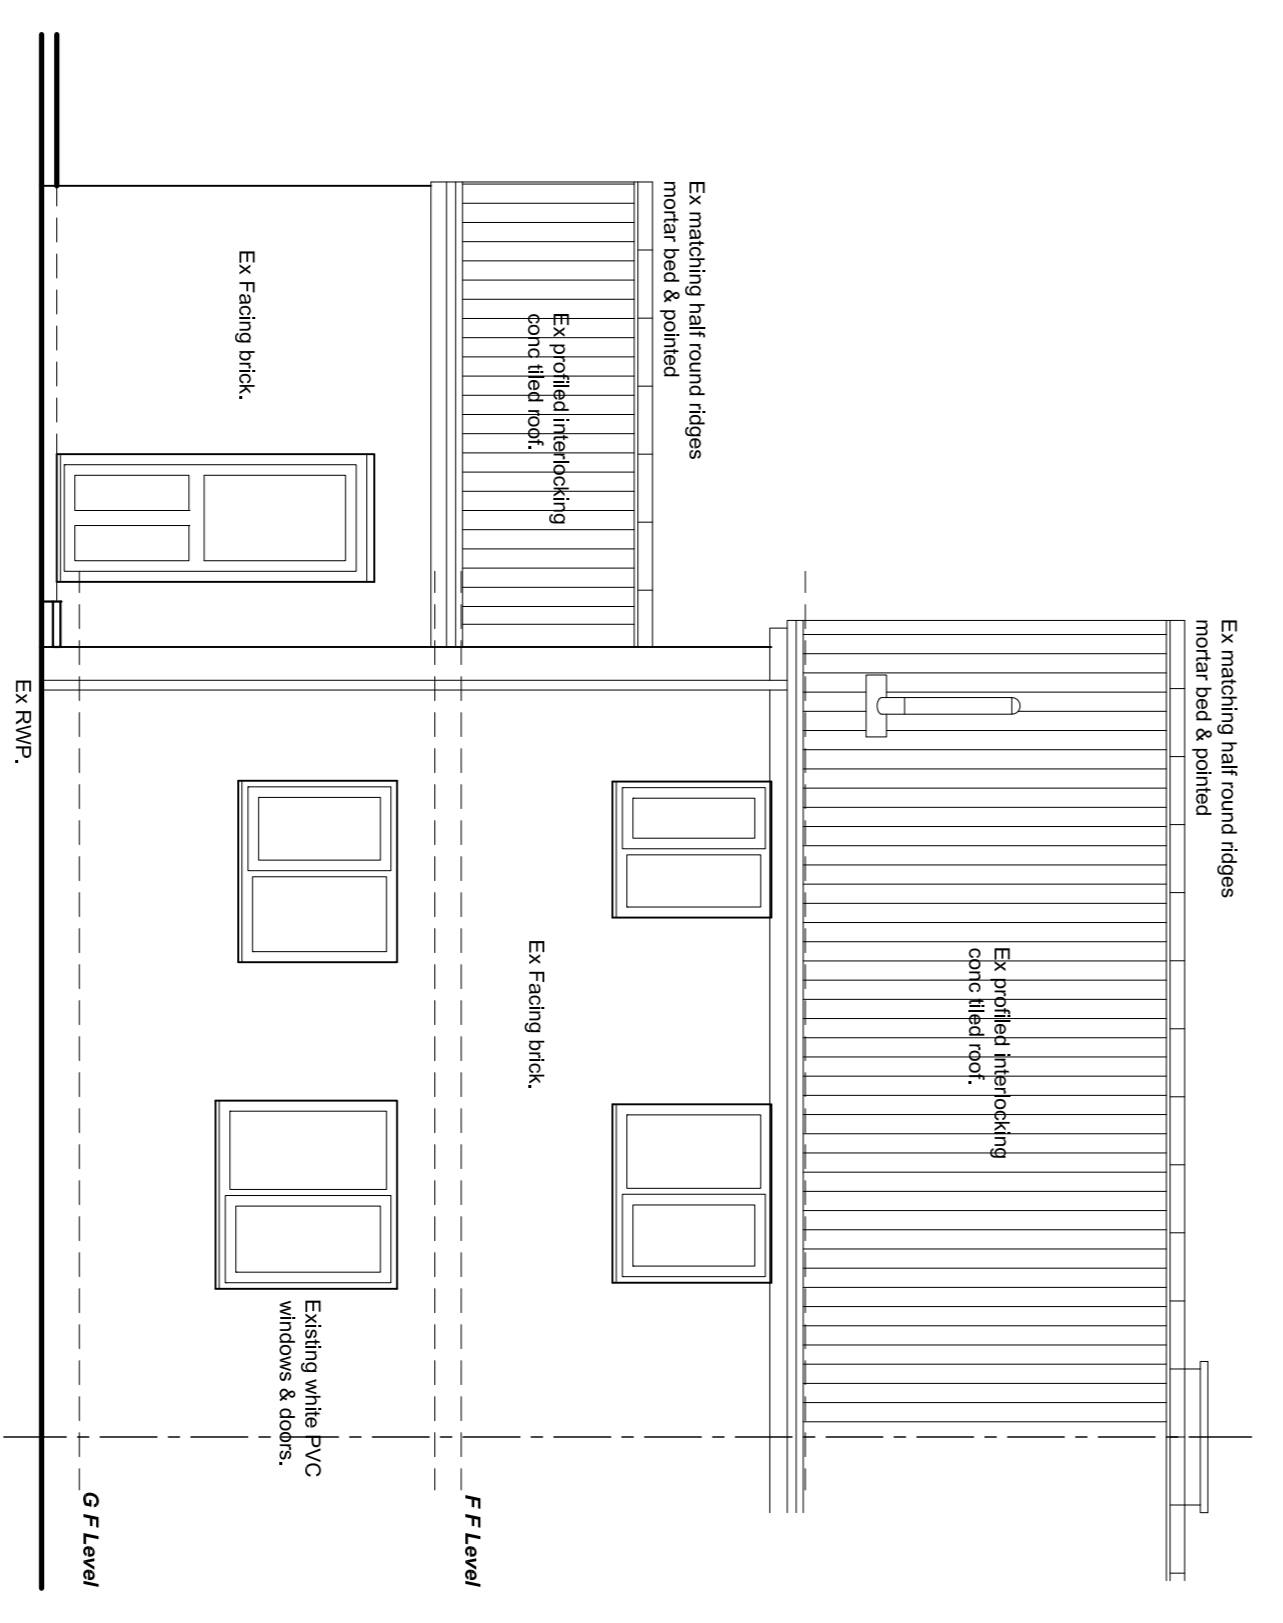 Ex matching half round ridges
mortar bed & pointed
Ex matching half round ridges
mortar bed & pointed
Ex profiled interlocking
conc tiled roof.
Ex profiled interlocking
conc tiled roof.
Ex Facing brick.
Ex Facing brick.
F F Level
Existing white PVC
windows & doors.
G F Level
Ex RWP.